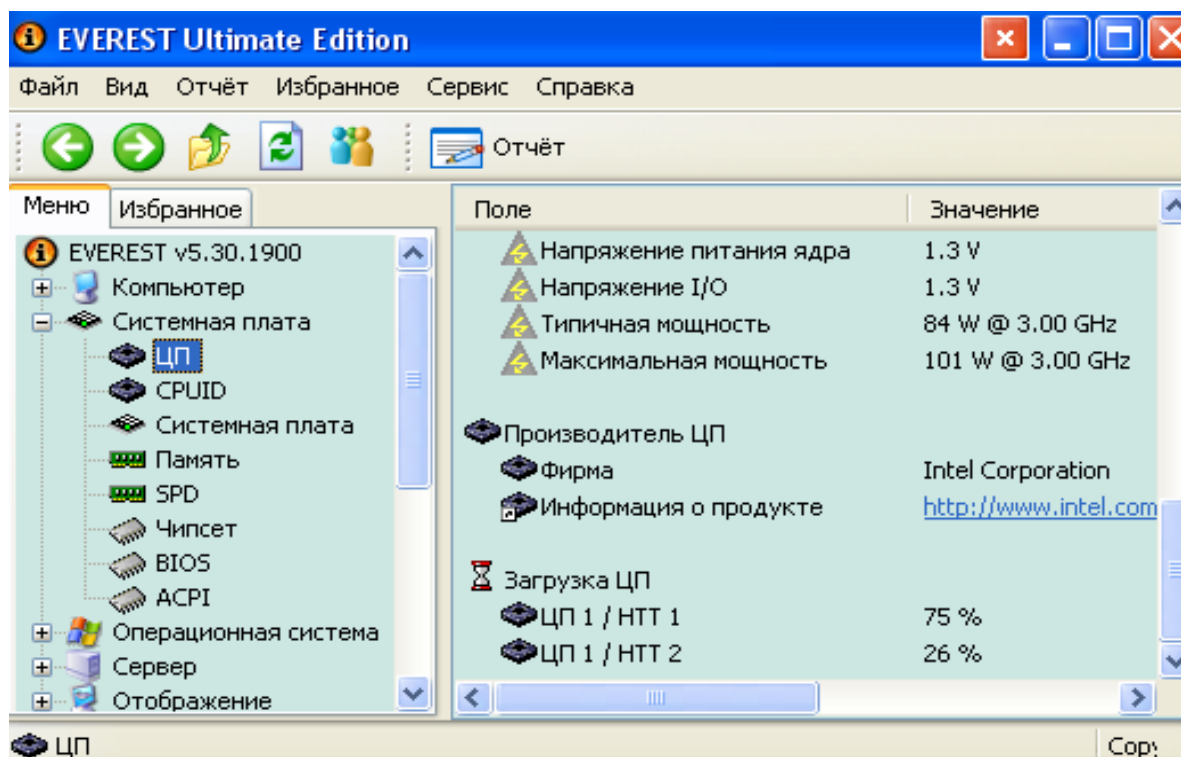 EVEREST Ultimate Edition
Файл Вид Отчёт Избранное Сервис Справка
Отчёт
Меню Избранное
EVEREST v5.30.1900
Компьютер
Системная плата
ЦП
CPUID
Системная плата
Память
SPD
Чипсет
BIOS
ACPI
Операционная система
Сервер
Отображение
Поле Значение
Напряжение питания ядра 1.3 V
Напряжение I/O 1.3 V
Типичная мощность 84 W @ 3.00 GHz
Максимальная мощность 101 W @ 3.00 GHz
Производитель ЦП
Фирма Intel Corporation
Информация о продукте http://www.intel.com
Загрузка ЦП
ЦП 1 / HTT 1 75 %
ЦП 1 / HTT 2 26 %
ЦП